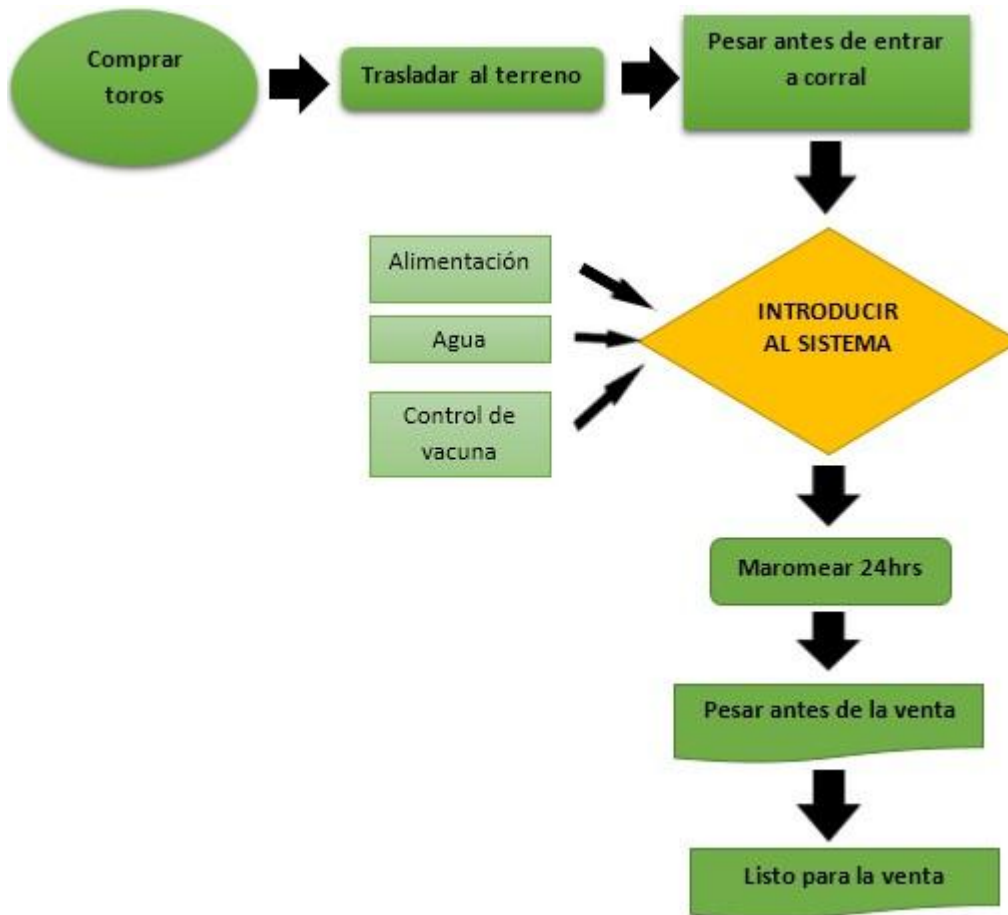 Comprar
toros
Trasladar al terreno
Pesar antes de entrar
a corral
Alimentación
Agua
Control de
vacuna
INTRODUCIR
AL SISTEMA
Maromear 24hrs
Pesar antes de la venta
Listo para la venta